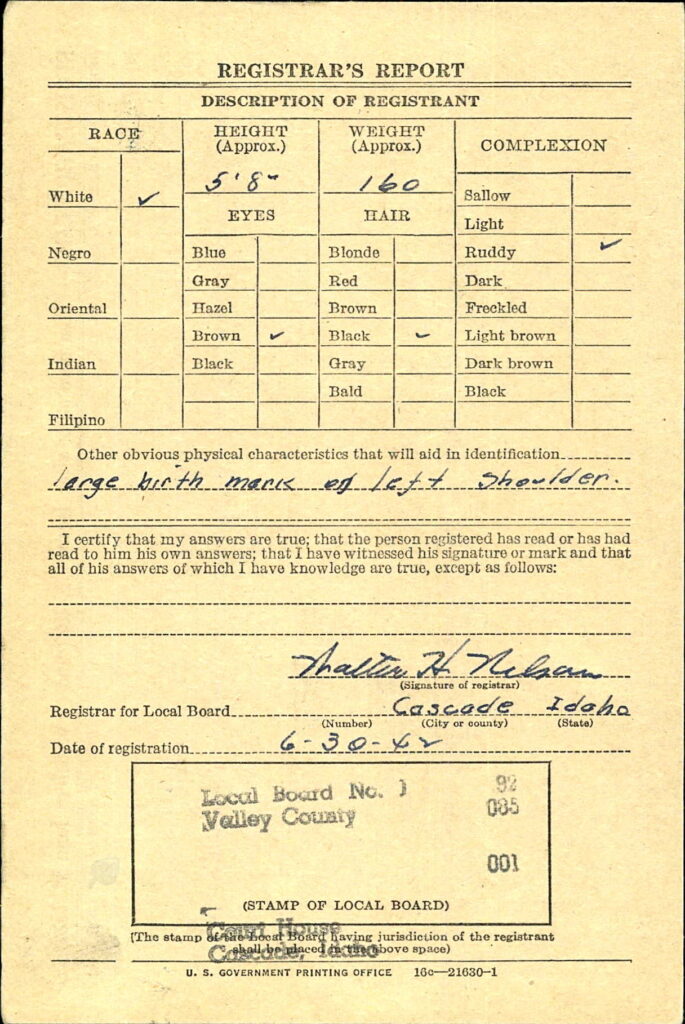 REGISTRAR'S REPORT
DESCRIPTION OF REGISTRANT
RACE
HEIGHT
(Approx.)
WEIGHT
(Approx.)
COMPLEXION
5'8"
160
White ✓
EYES
HAIR
Sallow
Light
Negro
Blue
Blonde
Ruddy ✓
Gray
Red
Dark
Oriental
Hazel
Brown
Freckled
Brown ✓
Black ✓
Light brown
Indian
Black
Gray
Dark brown
Bald
Black
Filipino
Other obvious physical characteristics that will aid in identification
large birth mark on left shoulder.
I certify that my answers are true; that the person registered has read or has had
read to him his own answers; that I have witnessed his signature or mark and that
all of his answers of which I have knowledge are true, except as follows:
Walter H. Nelson
(Signature of registrar)
Registrar for Local Board Cascade Idaho
(Number) (City or county) (State)
Date of registration 6-30-42
Local Board No. 1 92
Valley County 085
001
(STAMP OF LOCAL BOARD)
Court House
(The stamp of the Local Board having jurisdiction of the registrant
shall be placed in the above space)
Cascade, Idaho
U. S. GOVERNMENT PRINTING OFFICE 16c—21630-1